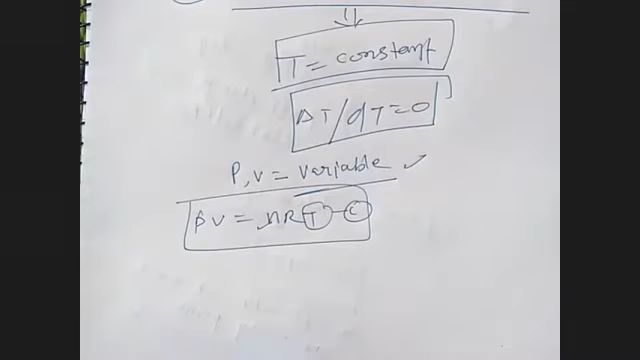 T = constant
ΔT/dT=0
P,V = variable ✓
PV = nRT - C